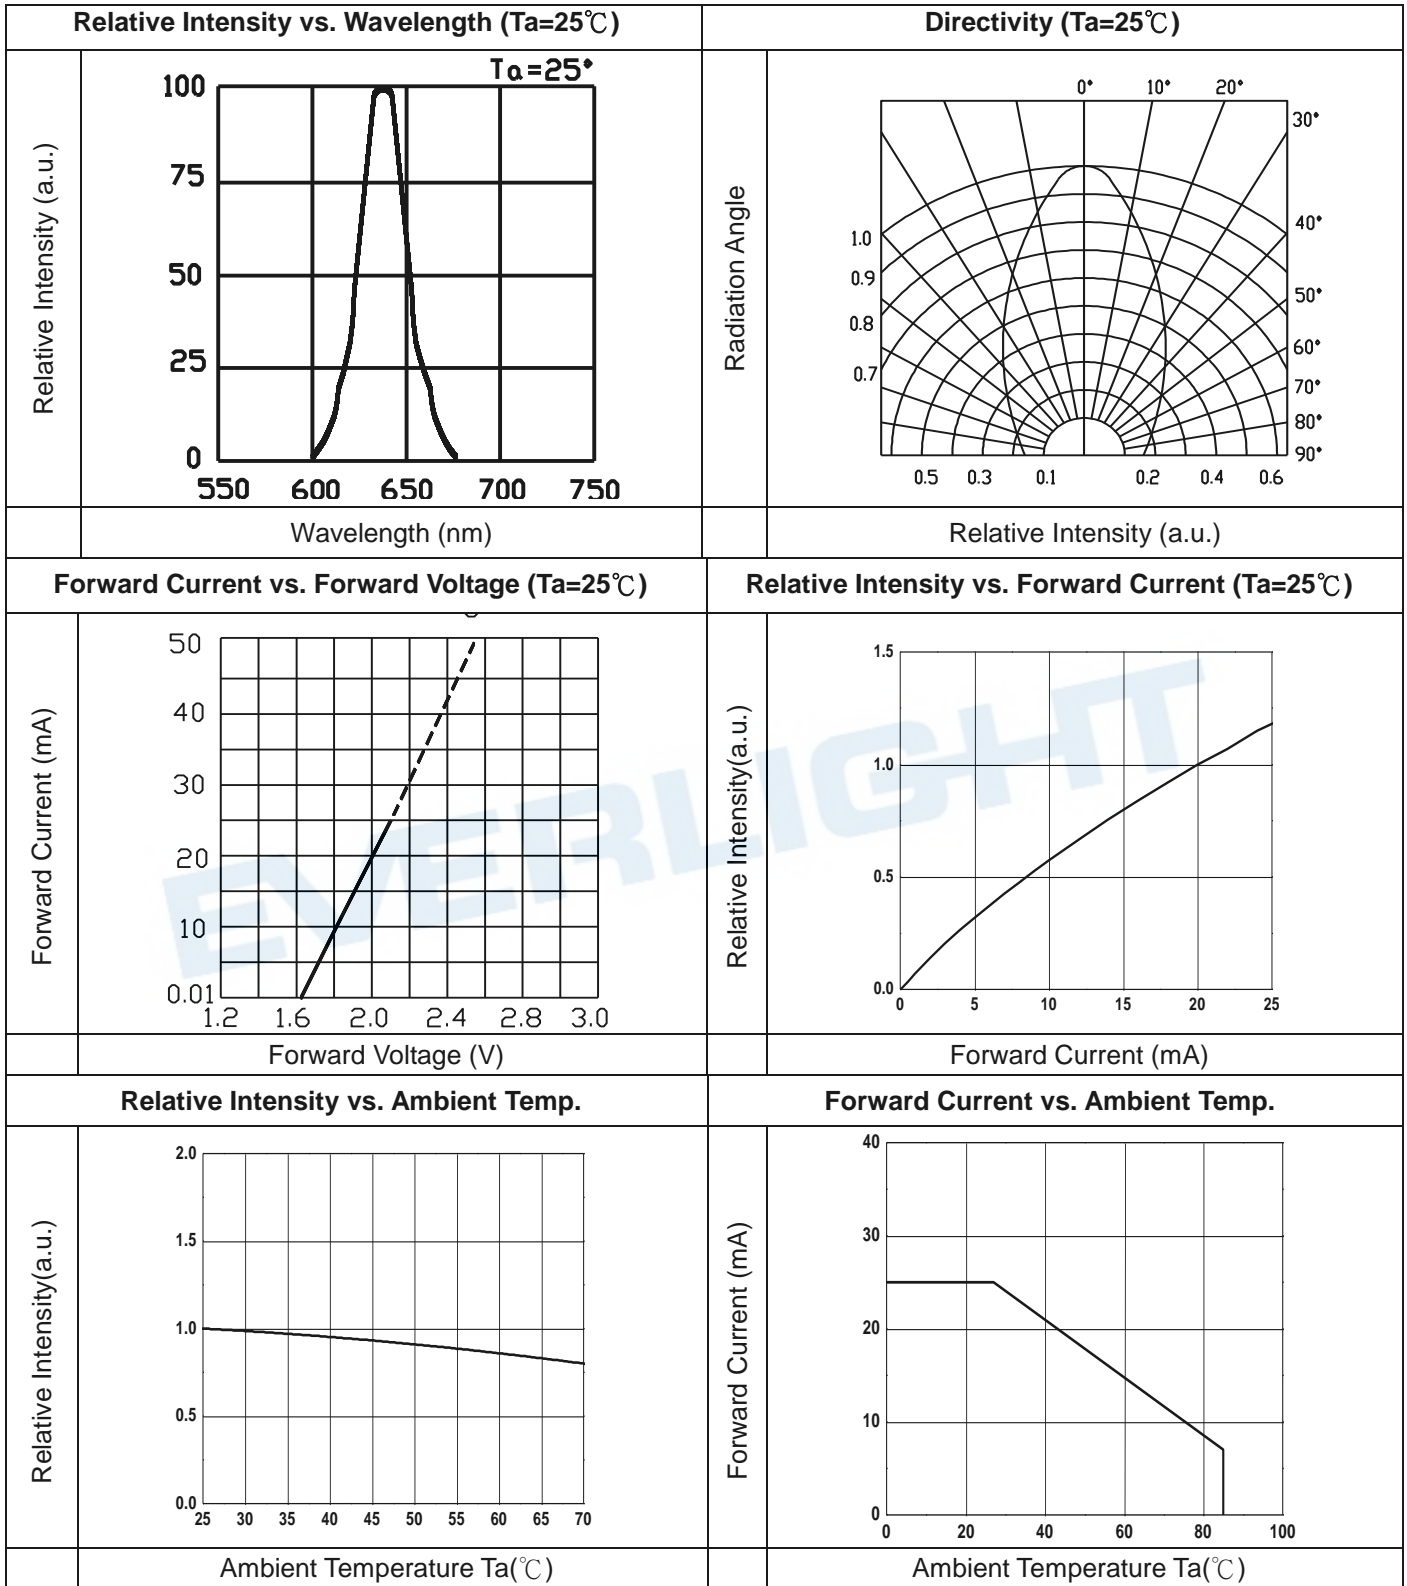 Relative Intensity vs. Wavelength (Ta=25℃)
Directivity (Ta=25℃)
Relative Intensity (a.u.)
Ta=25°
100
75
50
25
0
550 600 650 700 750
Wavelength (nm)
Radiation Angle
0° 10° 20°
30°
40°
50°
60°
70°
80°
90°
1.0
0.9
0.8
0.7
0.5 0.3 0.1 0.2 0.4 0.6
Relative Intensity (a.u.)
Forward Current vs. Forward Voltage (Ta=25℃)
Relative Intensity vs. Forward Current (Ta=25℃)
Forward Current (mA)
50
40
30
20
10
0.01
1.2 1.6 2.0 2.4 2.8 3.0
Forward Voltage (V)
Relative Intensity(a.u.)
1.5
1.0
0.5
0.0
0 5 10 15 20 25
Forward Current (mA)
EVERLIGHT
Relative Intensity vs. Ambient Temp.
Forward Current vs. Ambient Temp.
Relative Intensity(a.u.)
2.0
1.5
1.0
0.5
0.0
25 30 35 40 45 50 55 60 65 70
Ambient Temperature Ta(℃)
Forward Current (mA)
40
30
20
10
0
0 20 40 60 80 100
Ambient Temperature Ta(℃)